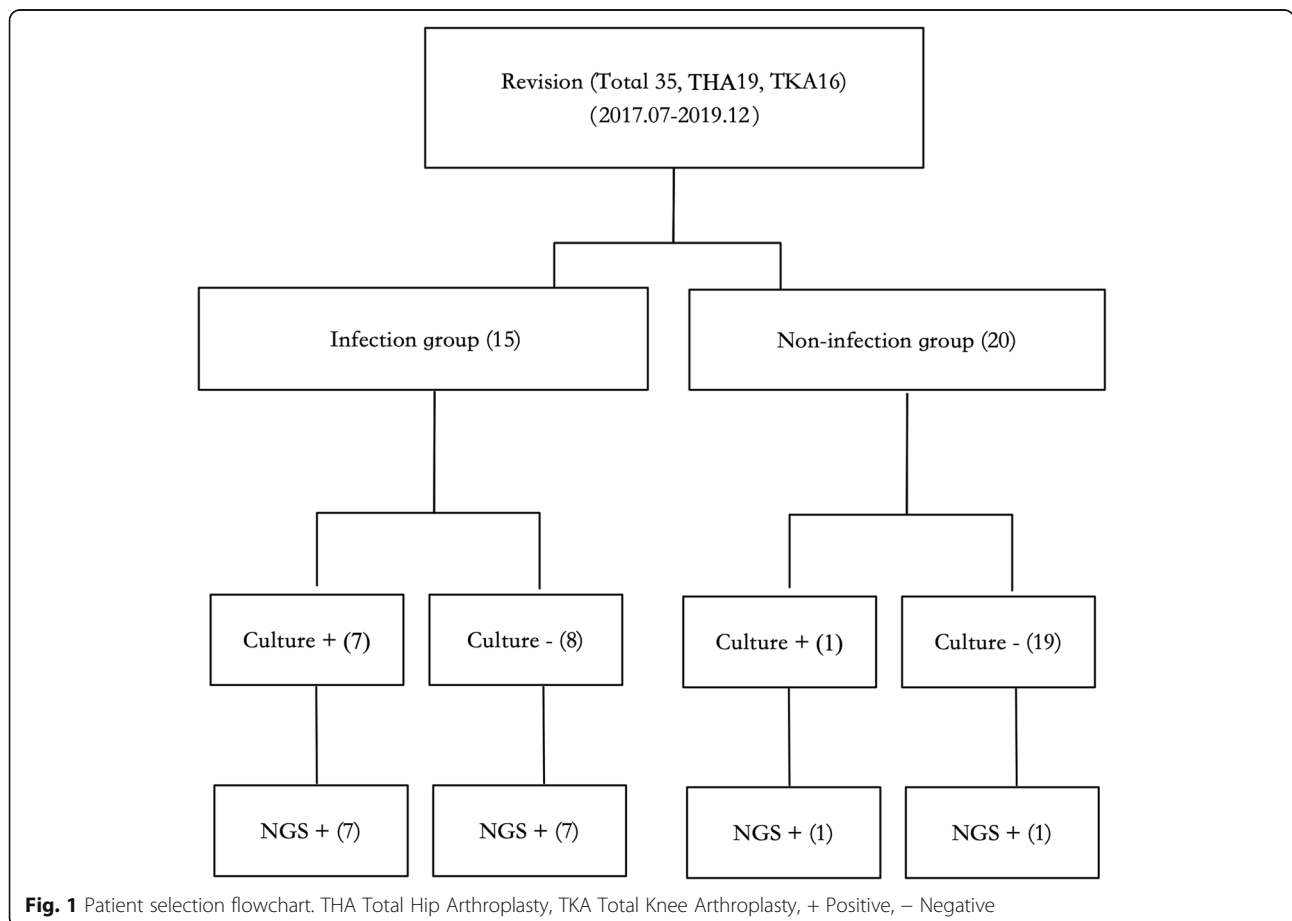 Revision (Total 35, THA19, TKA16)
(2017.07-2019.12)
Infection group (15)
Non-infection group (20)
Culture + (7)
Culture - (8)
Culture + (1)
Culture - (19)
NGS + (7)
NGS + (7)
NGS + (1)
NGS + (1)
Fig. 1 Patient selection flowchart. THA Total Hip Arthroplasty, TKA Total Knee Arthroplasty, + Positive, − Negative